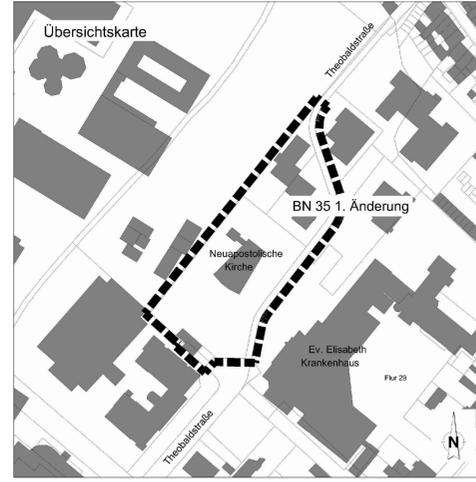 Übersichtskarte
Theobaldstraße
BN 35 1. Änderung
Neuapostolische
Kirche
Ev. Elisabeth
Krankenhaus
Flur 29
Theobaldstraße
N